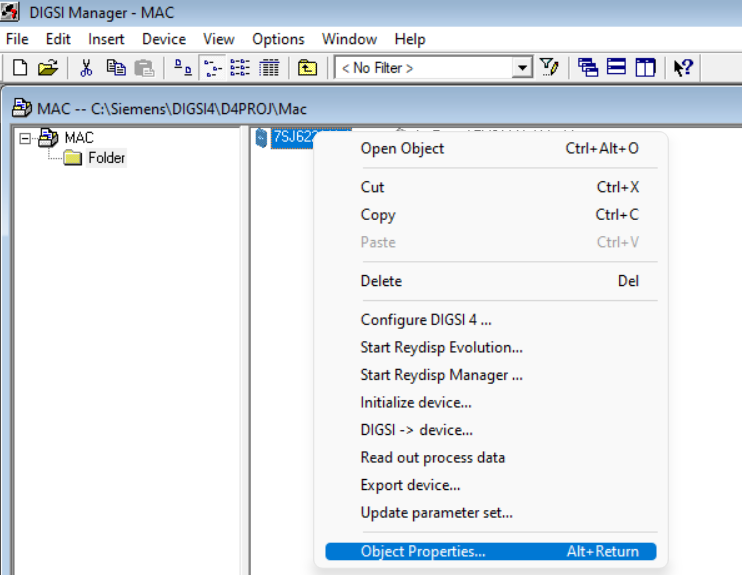 DIGSI Manager - MAC
File Edit Insert Device View Options Window Help
< No Filter >
MAC -- C:\Siemens\DIGSI4\D4PROJ\Mac
MAC
Folder
7SJ62
Open Object Ctrl+Alt+O
Cut Ctrl+X
Copy Ctrl+C
Paste Ctrl+V
Delete Del
Configure DIGSI 4 ...
Start Reydisp Evolution...
Start Reydisp Manager ...
Initialize device...
DIGSI -> device...
Read out process data
Export device...
Update parameter set...
Object Properties... Alt+Return